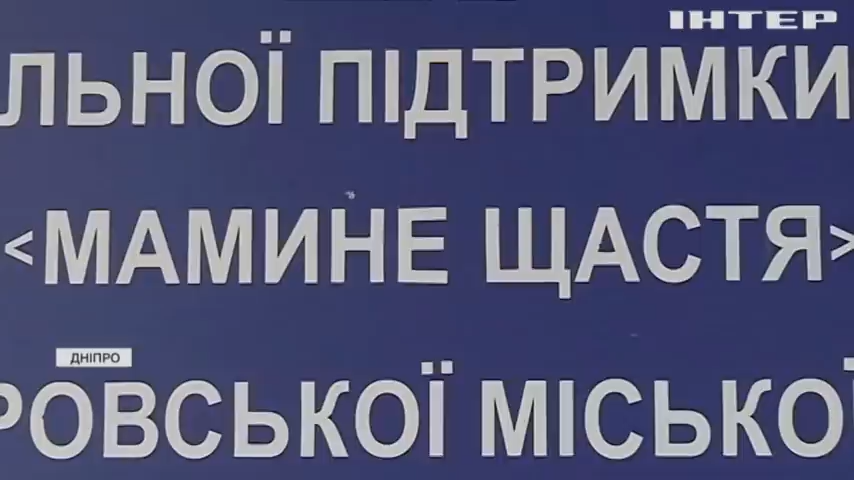 ІНТЕР
ЛЬНОЇ ПІДТРИМКИ
<МАМИНЕ ЩАСТЯ>
ДНІПРО
РОВСЬКОЇ МІСЬКОЇ